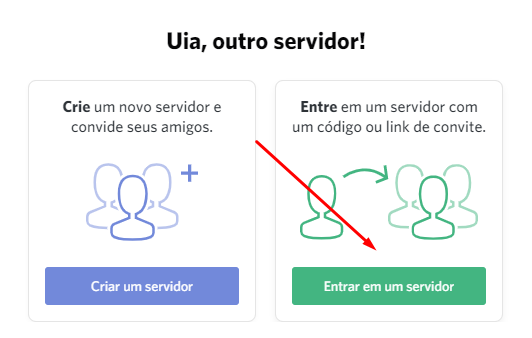 Uia, outro servidor!
Crie um novo servidor e
convide seus amigos.
Criar um servidor
Entre em um servidor com
um código ou link de convite.
Entrar em um servidor